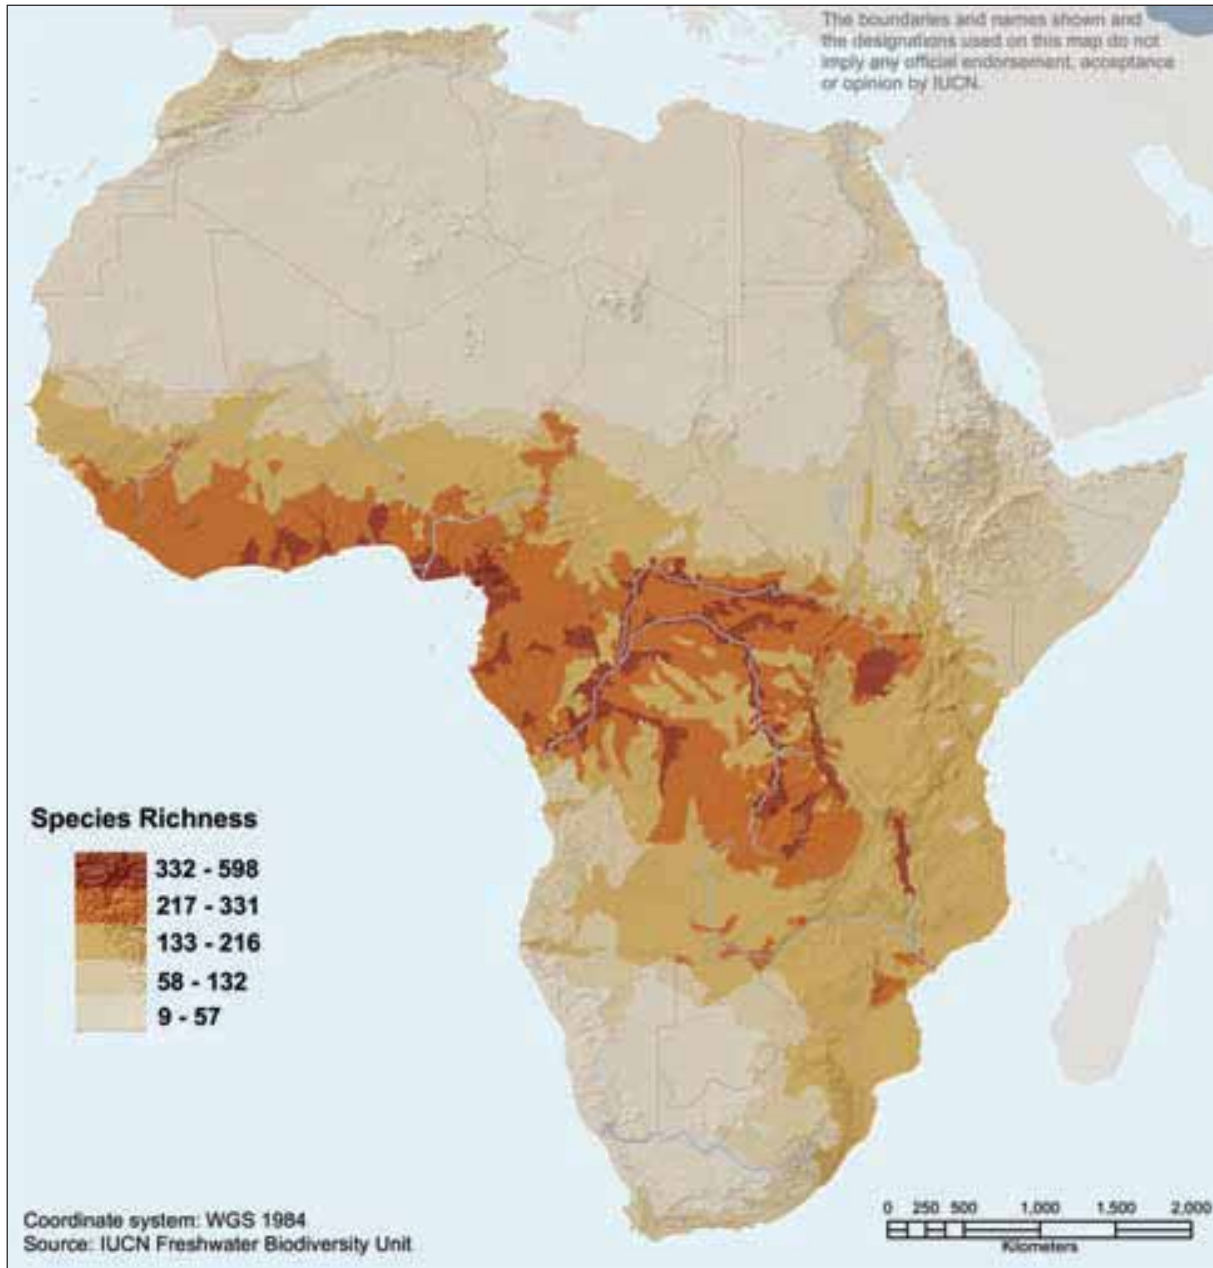 The boundaries and names shown and
the designations used on this map do not
imply any official endorsement, acceptance
or opinion by IUCN.
Species Richness
332 - 598
217 - 331
133 - 216
58 - 132
9 - 57
Coordinate system: WGS 1984
Source: IUCN Freshwater Biodiversity Unit
0 250 500 1,000 1,500 2,000
Kilometers